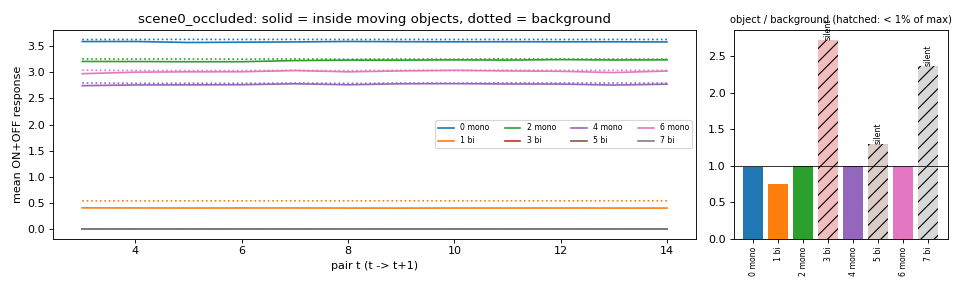 scene0_occluded: solid = inside moving objects, dotted = background
mean ON+OFF response
3.5
3.0
2.5
2.0
1.5
1.0
0.5
0.0
0 mono 2 mono 4 mono 6 mono
1 bi 3 bi 5 bi 7 bi
4 6 8 10 12 14
pair t (t -> t+1)
object / background (hatched: < 1% of max)
2.5
2.0
1.5
1.0
0.5
0.0
silent
silent
silent
0 mono
1 bi
2 mono
3 bi
4 mono
5 bi
6 mono
7 bi